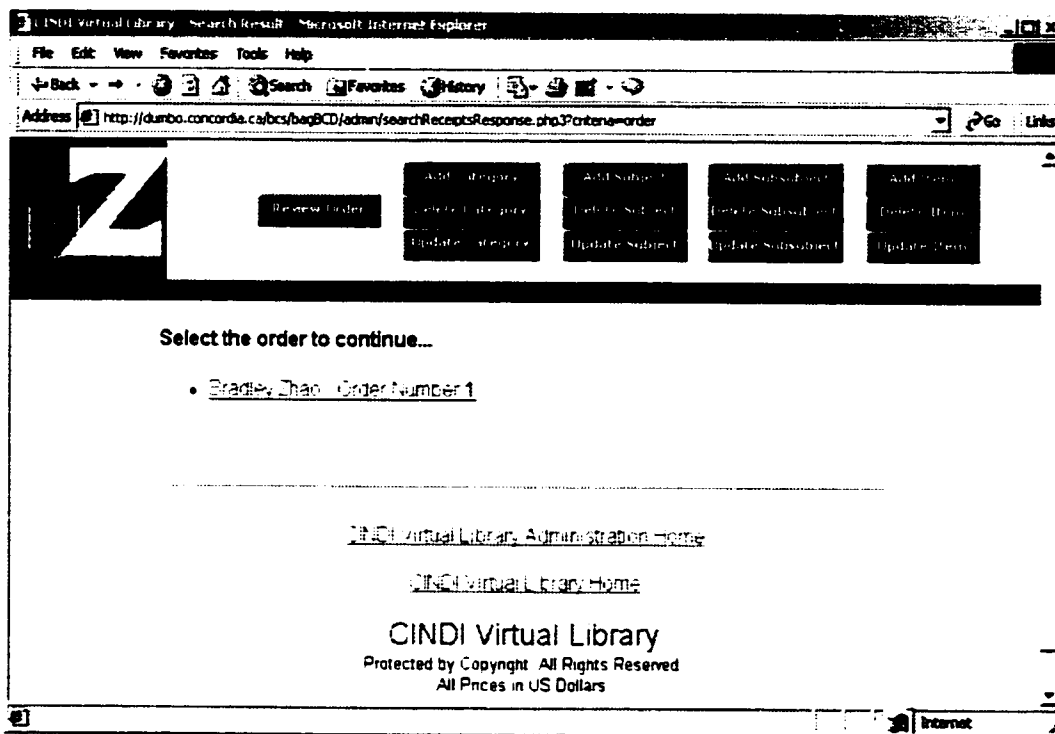 CINDI Virtual Library - Search Result - Microsoft Internet Explorer
File Edit View Favorites Tools Help
Back Search Favorites History
Address http://dumbo.concordia.ca/bcs/bagBCD/admin/searchReceiptsResponse.php3?criteria=order Go Links
Add Category Add Subject Add Subsubject Add Item
Review Order Delete Category Delete Subject Delete Subsubject Delete Item
Update Category Update Subject Update Subsubject Update Item
Select the order to continue...
• Bradley Zhao Order Number 1
CINDI Virtual Library Administration Home
CINDI Virtual Library Home
CINDI Virtual Library
Protected by Copyright All Rights Reserved
All Prices in US Dollars
Internet